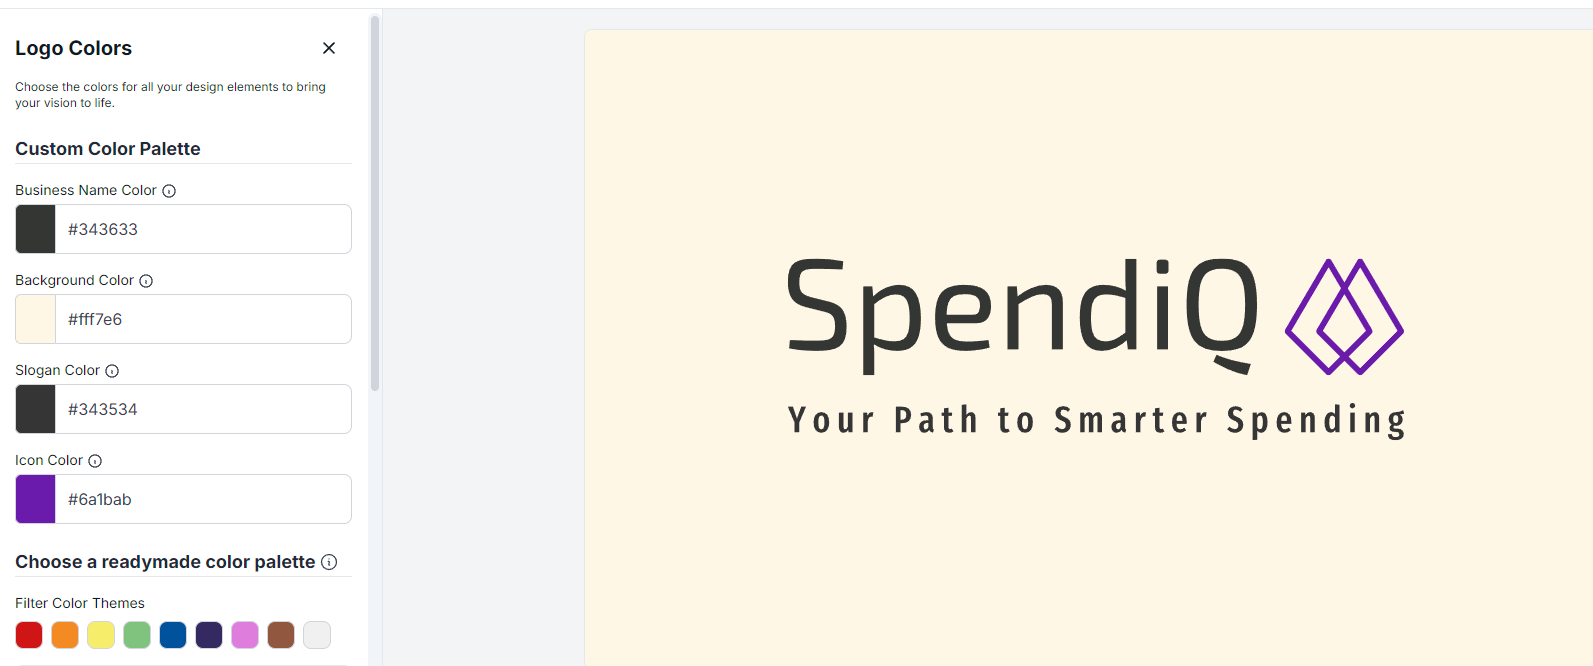 Logo Colors
Choose the colors for all your design elements to bring
your vision to life.
Custom Color Palette
Business Name Color
#343633
Background Color
#fff7e6
Slogan Color
#343534
Icon Color
#6a1bab
Choose a readymade color palette
Filter Color Themes
SpendiQ
Your Path to Smarter Spending